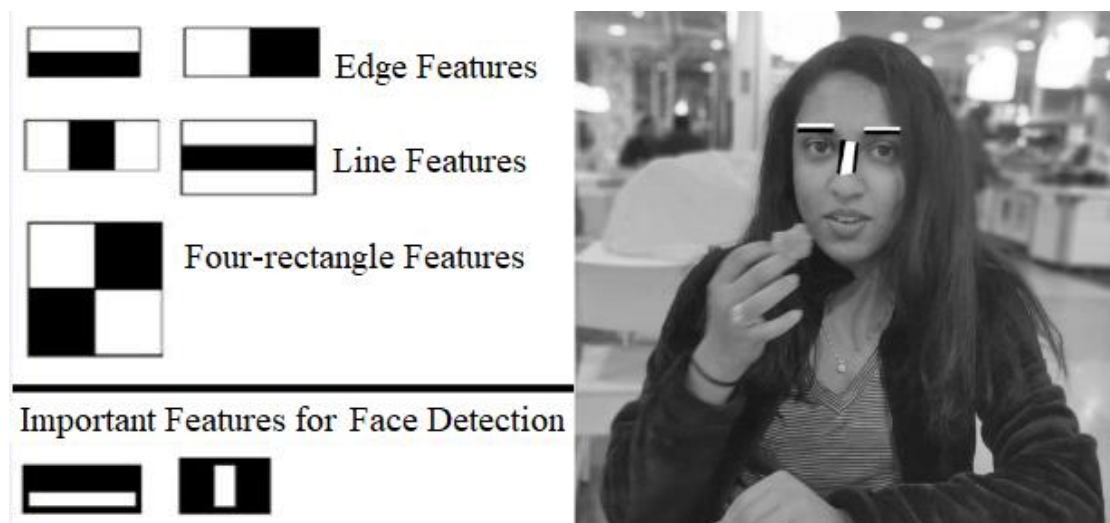 Edge Features
Line Features
Four-rectangle Features
Important Features for Face Detection